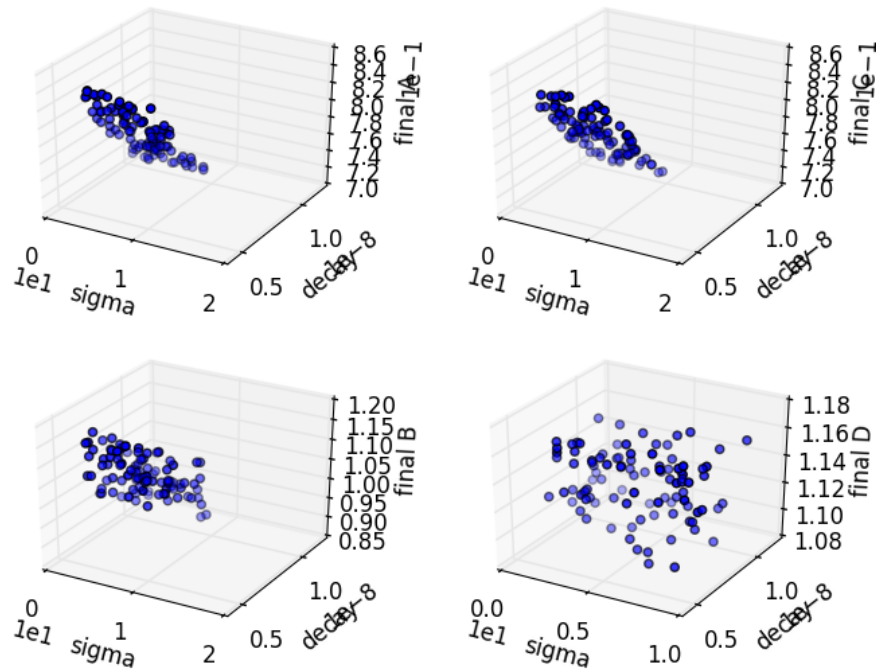 8.6
8.4
8.2
8.0
7.8
7.6
7.4
7.2
7.0
1e−1
final A
0
1
2
1e1
sigma
0.5
1.0
decay
1e−8
8.6
8.4
8.2
8.0
7.8
7.6
7.4
7.2
7.0
1e−1
final C
0
1
2
1e1
sigma
0.5
1.0
decay
1e−8
1.20
1.15
1.10
1.05
1.00
0.95
0.90
0.85
final B
0
1
2
1e1
sigma
0.5
1.0
decay
1e−8
1.18
1.16
1.14
1.12
1.10
1.08
final D
0.0
0.5
1.0
1e1
sigma
0.5
1.0
decay
1e−8